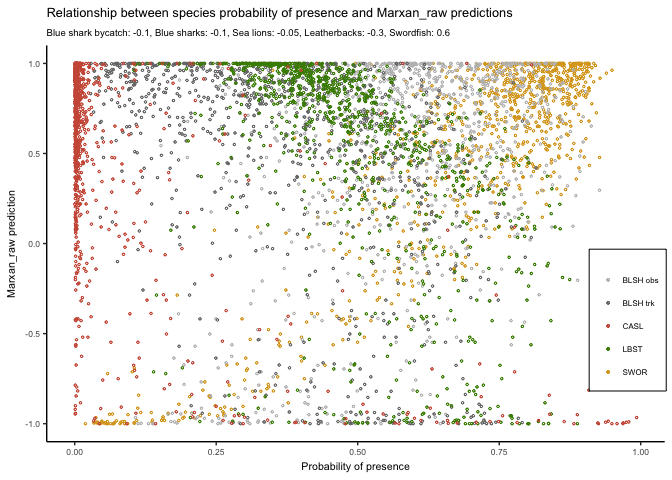 Relationship between species probability of presence and Marxan_raw predictions
Blue shark bycatch: -0.1, Blue sharks: -0.1, Sea lions: -0.05, Leatherbacks: -0.3, Swordfish: 0.6
1.0
0.5
0.0
-0.5
-1.0
Marxan_raw prediction
0.00
0.25
0.50
0.75
1.00
Probability of presence
BLSH obs
BLSH trk
CASL
LBST
SWOR